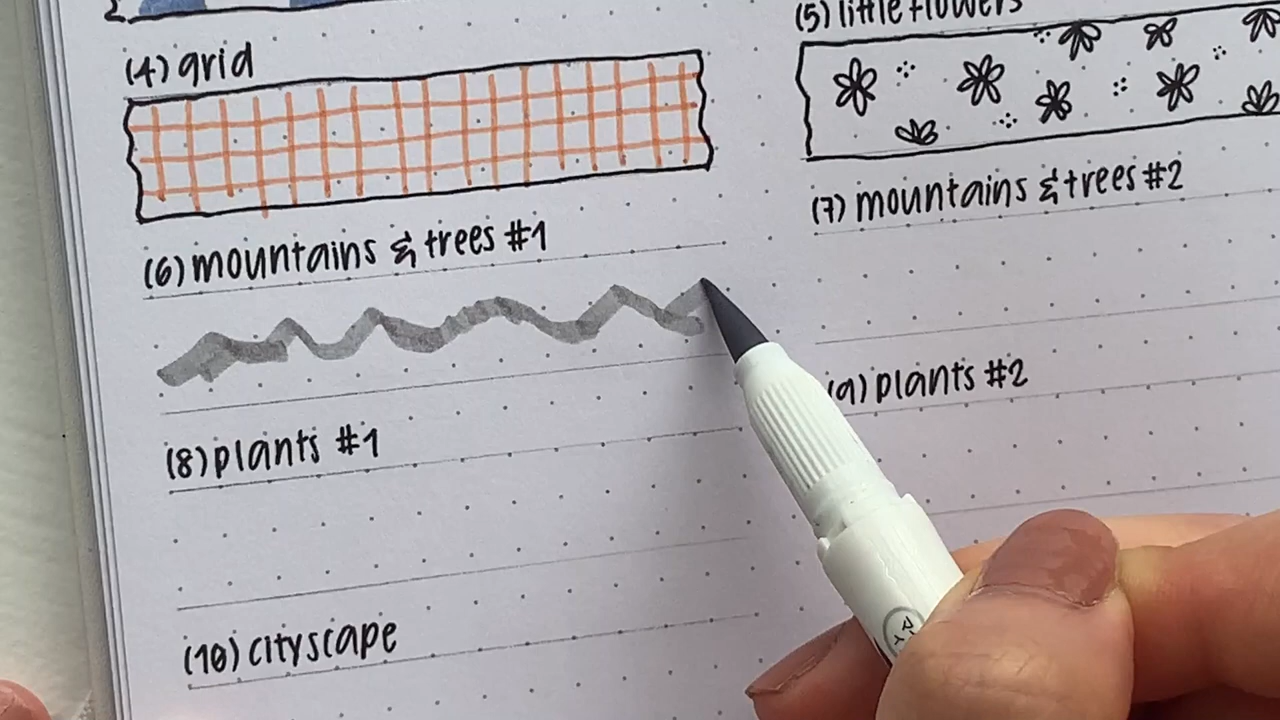 (4) grid
(5) little flowers
(6) mountains & trees #1
(7) mountains & trees #2
(8) plants #1
(9) plants #2
(10) cityscape